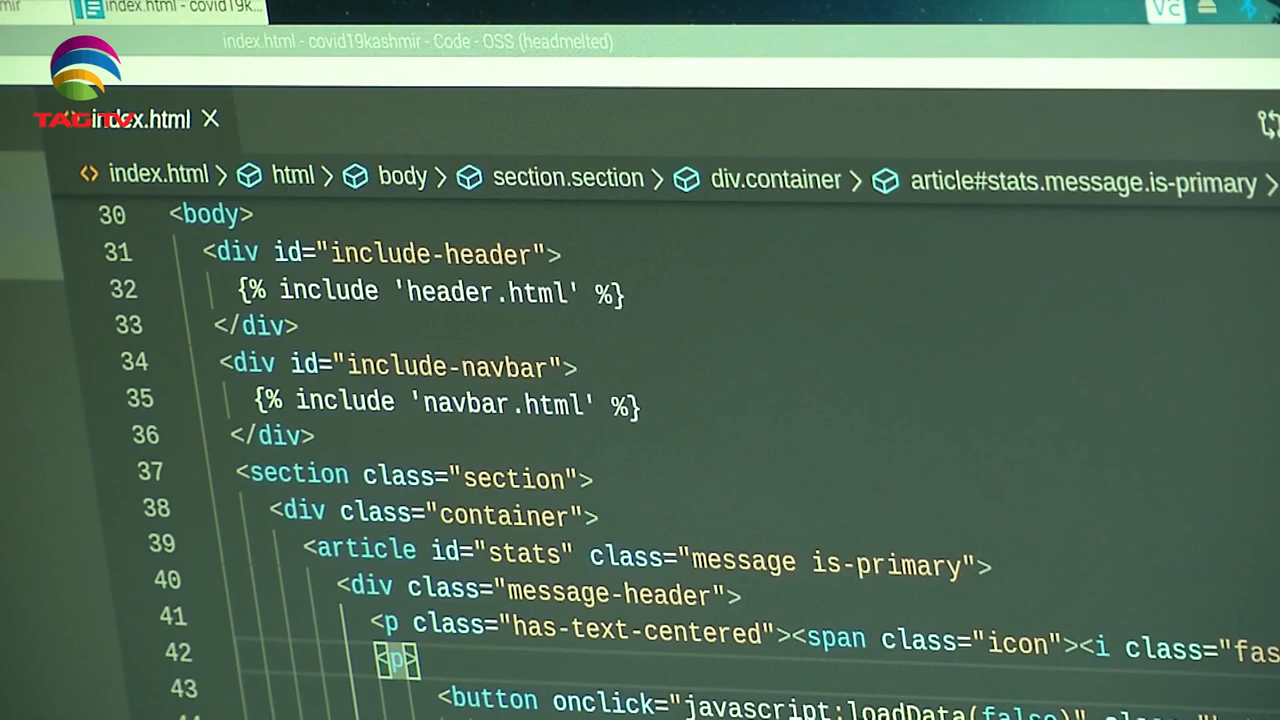 index.html - covid19k...
index.html - covid19kashmir - Code - OSS (headmelted)
TAG TV
index.html
index.html html body section.section div.container article#stats.message.is-primary
30 <body>
31 <div id="include-header">
32 {% include 'header.html' %}
33 </div>
34 <div id="include-navbar">
35 {% include 'navbar.html' %}
36 </div>
37 <section class="section">
38 <div class="container">
39 <article id="stats" class="message is-primary">
40 <div class="message-header">
41 <p class="has-text-centered"><span class="icon"><i class="fas
42 <p>
43 <button onclick="javascript:loadData(false)"